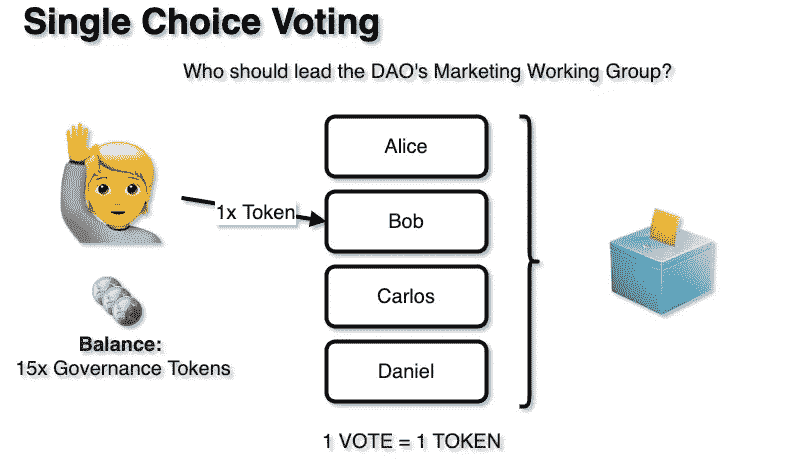 Single Choice Voting
Who should lead the DAO's Marketing Working Group?
Alice
1x Token
Bob
Carlos
Balance:
15x Governance Tokens
Daniel
1 VOTE = 1 TOKEN